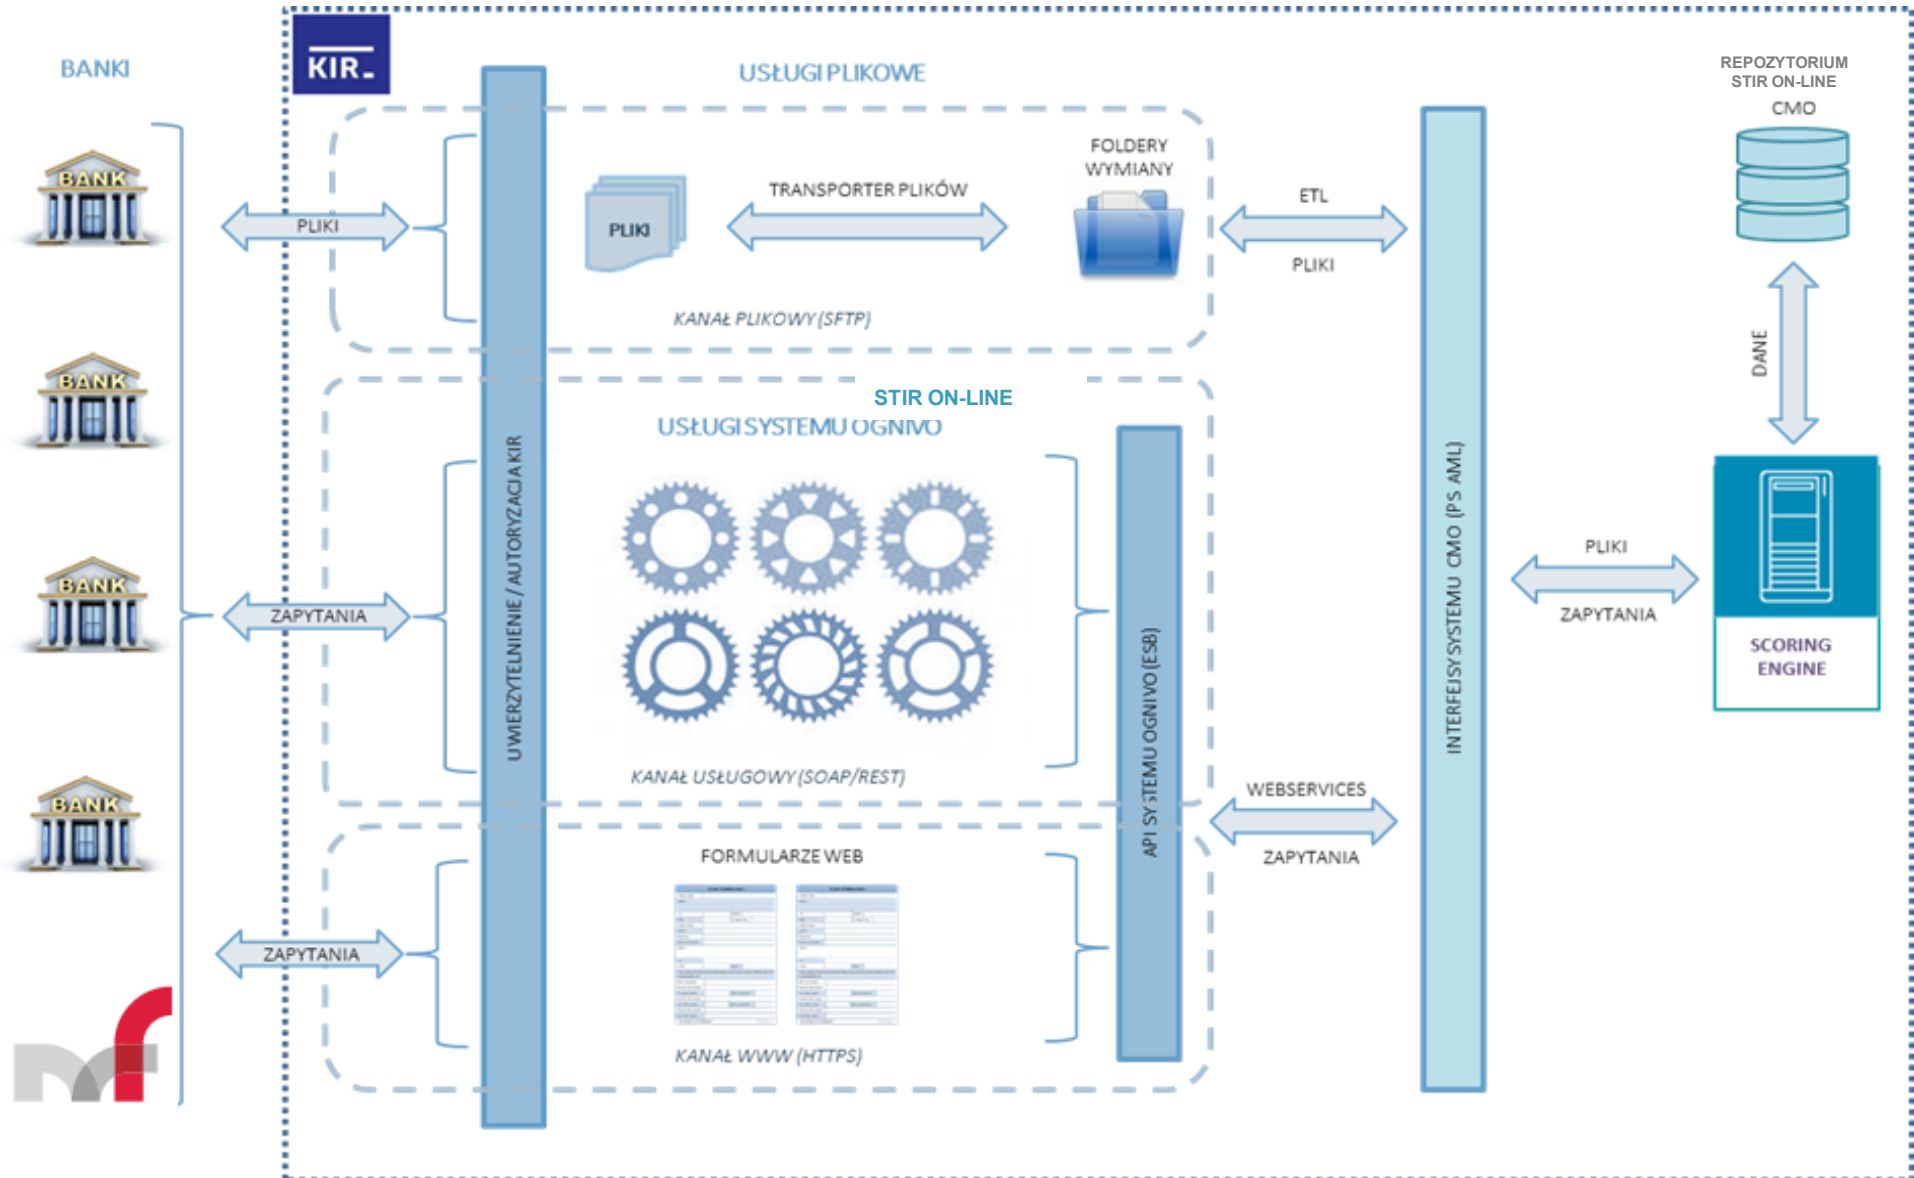 BANKI
KIR
USŁUGI PLIKOWE
REPOZYTORIUM
STIR ON-LINE
CMO
BANK
BANK
BANK
BANK
PLIKI
PLIKI
TRANSPORTER PLIKÓW
FOLDERY
WYMIANY
KANAŁ PLIKOWY (SFTP)
ETL
PLIKI
DANE
UWIERZYTELNIENIE / AUTORYZACJA KIR
STIR ON-LINE
USŁUGI SYSTEMU OGNIVO
ZAPYTANIA
KANAŁ USŁUGOWY (SOAP/REST)
API SYSTEMU OGNIVO (ESB)
INTERFEJSY SYSTEMU CMO (PS AML)
PLIKI
ZAPYTANIA
SCORING
ENGINE
WEBSERVICES
ZAPYTANIA
FORMULARZE WEB
ZAPYTANIA
KANAŁ WWW (HTTPS)